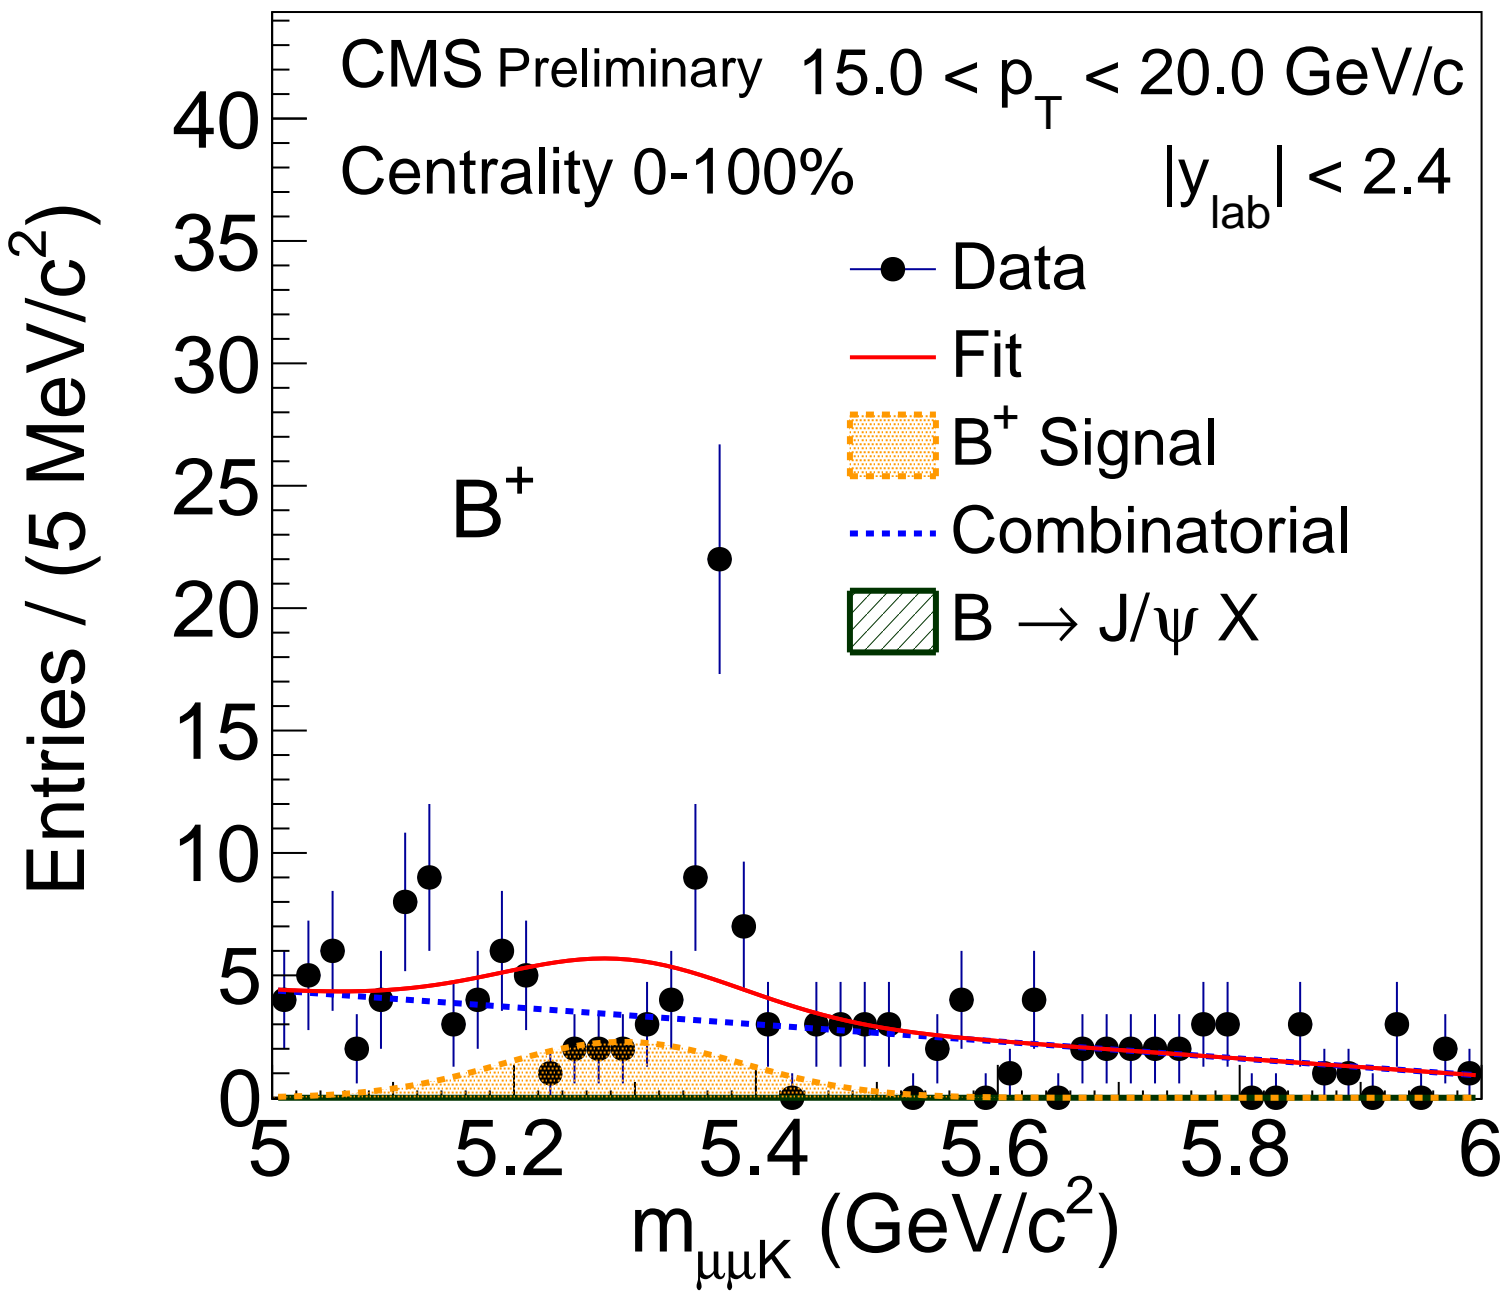 CMS Preliminary 15.0 < p_T < 20.0 GeV/c
Centrality 0-100% |y_lab| < 2.4
Data
Fit
B⁺ Signal
Combinatorial
B → J/ψ X
B⁺
Entries / (5 MeV/c²)
40
35
30
25
20
15
10
5
0
5 5.2 5.4 5.6 5.8 6
m_μμK (GeV/c²)